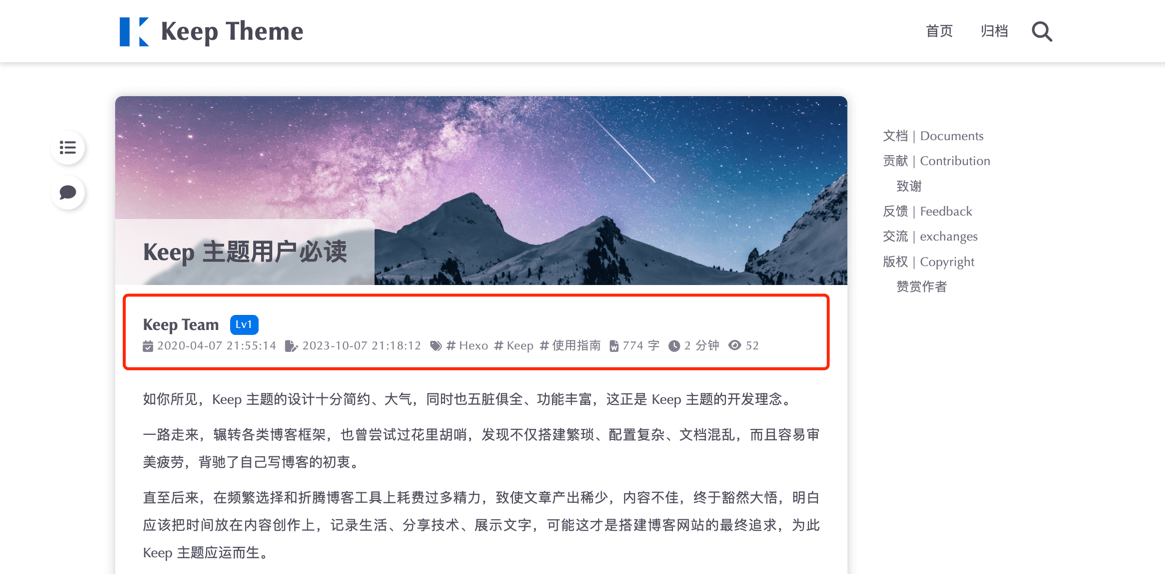 Keep Theme
首页 归档
Keep 主题用户必读
文档 | Documents
贡献 | Contribution
致谢
反馈 | Feedback
交流 | exchanges
版权 | Copyright
赞赏作者
Keep Team Lv1
2020-04-07 21:55:14 2023-10-07 21:18:12 # Hexo # Keep # 使用指南 774 字 2 分钟 52
如你所见，Keep 主题的设计十分简约、大气，同时也五脏俱全、功能丰富，这正是 Keep 主题的开发理念。
一路走来，辗转各类博客框架，也曾尝试过花里胡哨，发现不仅搭建繁琐、配置复杂、文档混乱，而且容易审
美疲劳，背驰了自己写博客的初衷。
直至后来，在频繁选择和折腾博客工具上耗费过多精力，致使文章产出稀少，内容不佳，终于豁然大悟，明白
应该把时间放在内容创作上，记录生活、分享技术、展示文字，可能这才是搭建博客网站的最终追求，为此
Keep 主题应运而生。